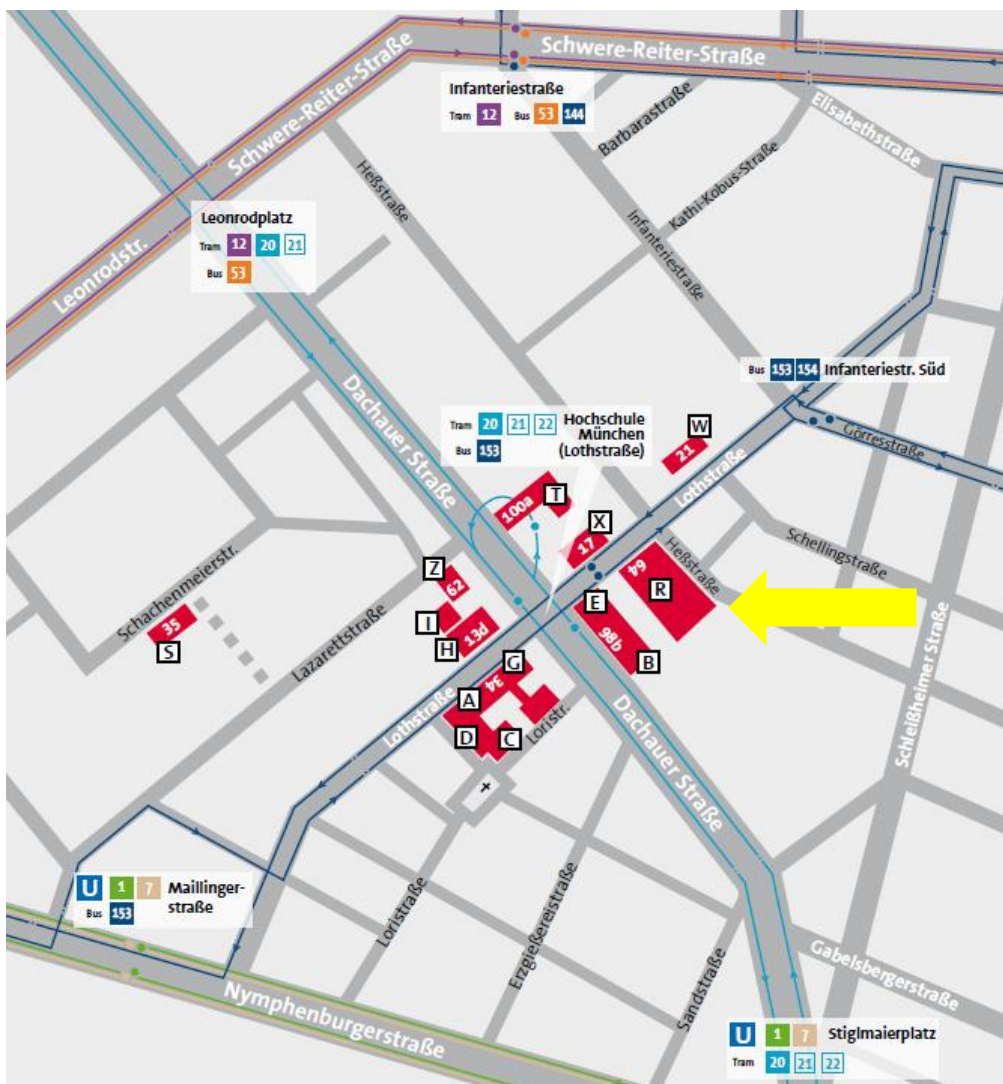 Schwere-Reiter-Straße
Schwere-Reiter-Straße
Infanteriestraße
Tram 12 Bus 53 144
Barbarastraße
Elisabethstraße
Kathi-Kobus-Straße
Heßstraße
Infanteriestraße
Leonrodplatz
Tram 12 20 21
Bus 53
Leonrodstr.
Bus 153 154 Infanteriestr. Süd
Dachauer Straße
Tram 20 21 22 Hochschule
Bus 153 München
(Lothstraße)
W
21
Görresstraße
Lothstraße
100a
T
X
17
Schellingstraße
Heßstraße
64
R
Z
62
E
98b
B
I
H
13d
Schachenmeierstr.
35
S
Lazarettstraße
G
34
A
D
C
Loristr.
Lothstraße
Dachauer Straße
Schleißheimer Straße
U 1 7 Maillinger-
straße
Bus 153
Loristraße
Erzgießereistraße
Sandstraße
Gabelsbergerstraße
Nymphenburgerstraße
U 1 7 Stiglmaierplatz
Tram 20 21 22